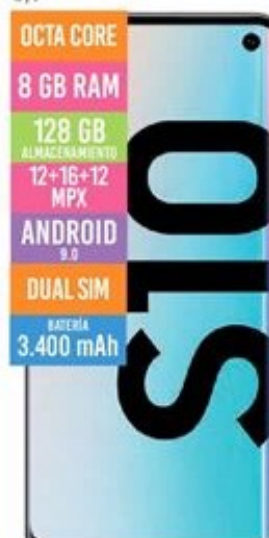 OCTA CORE
8 GB RAM
128 GB
ALMACENAMIENTO
12+16+12
MPX
ANDROID
9.0
DUAL SIM
BATERÍA
3.400 mAh
S10